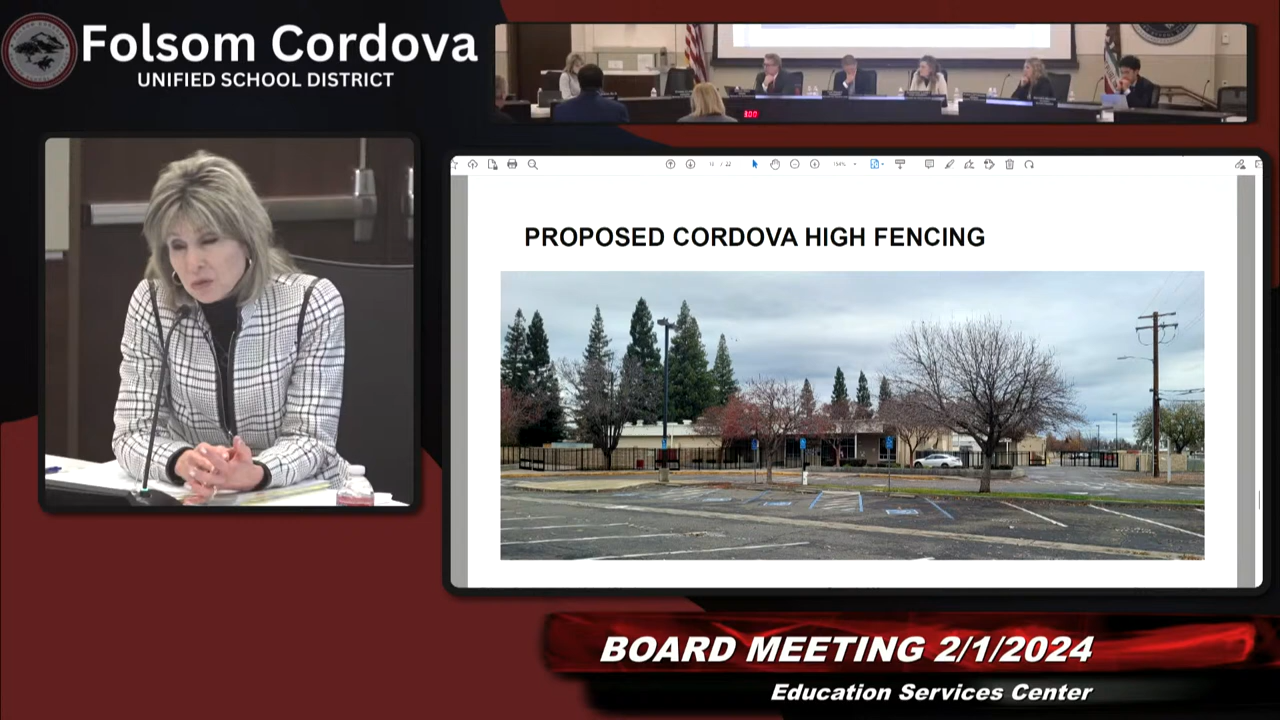 Folsom Cordova
UNIFIED SCHOOL DISTRICT
PROPOSED CORDOVA HIGH FENCING
BOARD MEETING 2/1/2024
Education Services Center